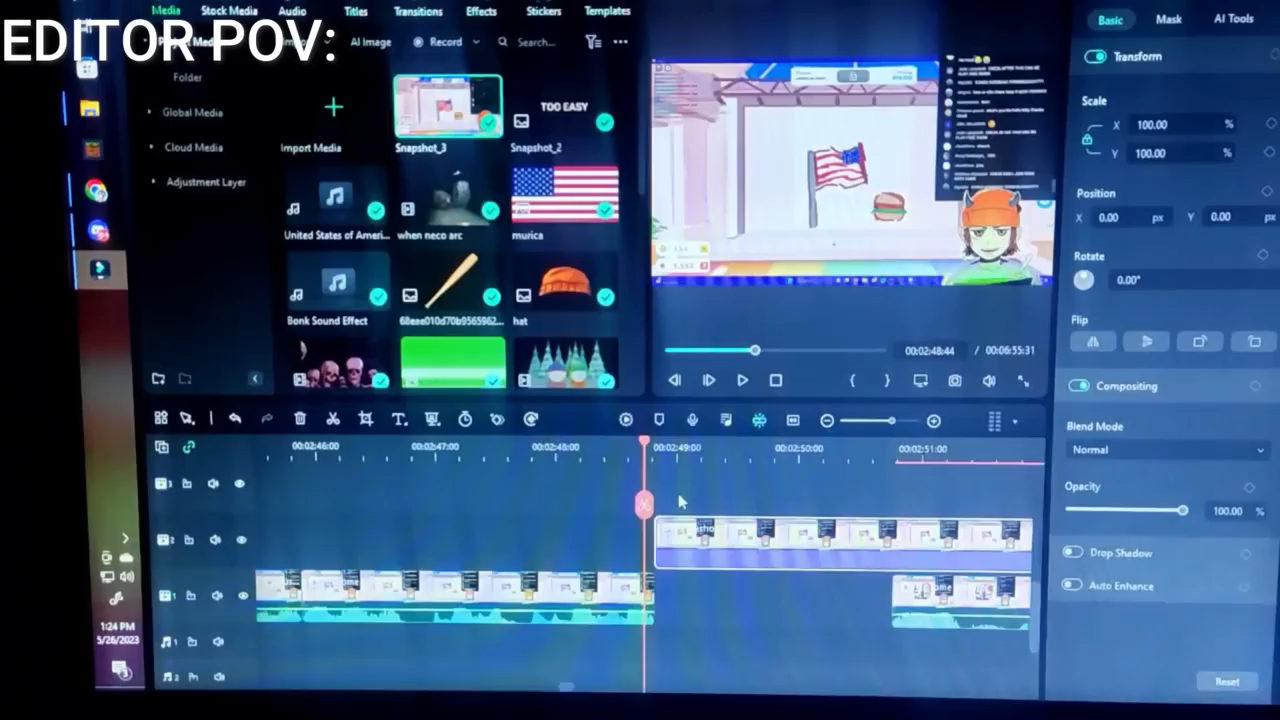 EDITOR POV:
Media Stock Media Audio Titles Transitions Effects Stickers Templates
AI Image Record Search...
Folder
Global Media
Cloud Media
Adjustment Layer
Import Media
Snapshot_3
TOO EASY
Snapshot_2
United States of Ameri...
when neco arc
murica
Bonk Sound Effect
68eae010d70b9565962...
hat
00:02:48:44 / 00:06:55:31
00:02:46:00 00:02:47:00 00:02:48:00 00:02:49:00 00:02:50:00 00:02:51:00
Basic Mask AI Tools
Transform
Scale
X 100.00 %
Y 100.00 %
Position
X 0.00 px Y 0.00 px
Rotate
0.00°
Flip
Compositing
Blend Mode
Normal
Opacity
100.00 %
Drop Shadow
Auto Enhance
Reset
1:24 PM
5/26/2023